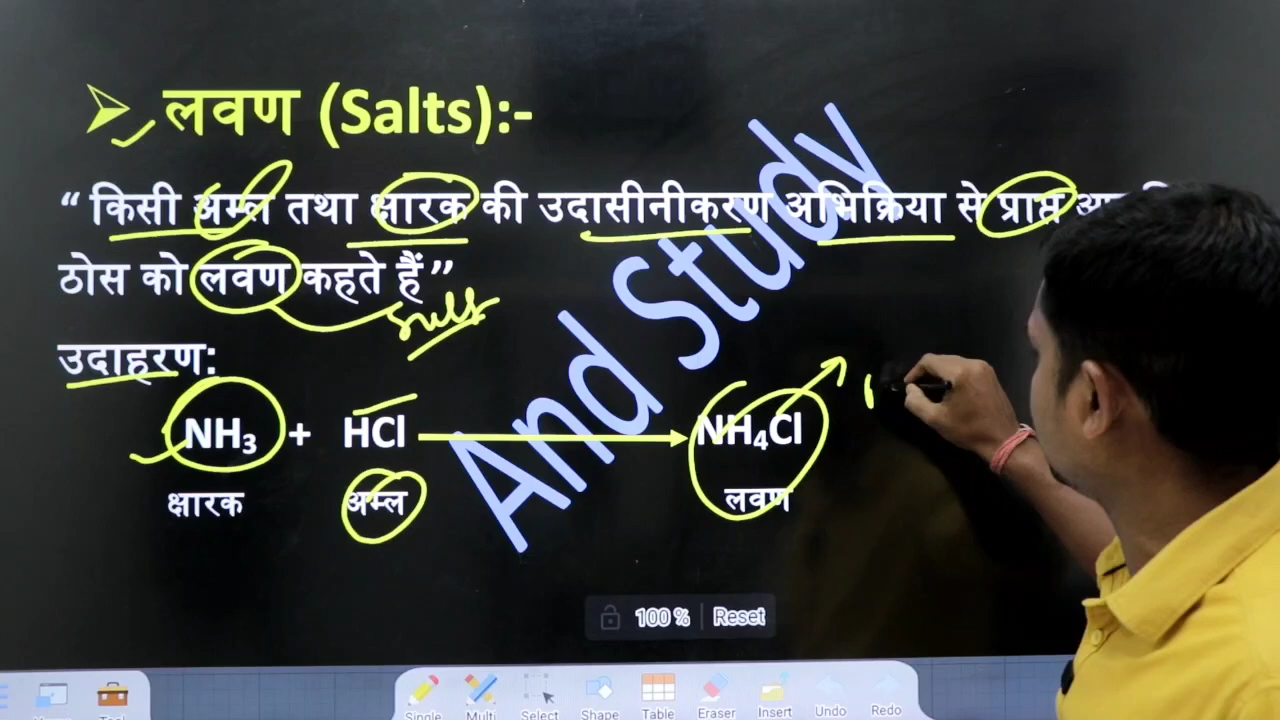 लवण (Salts):-
“ किसी अम्ल तथा क्षारक की उदासीनीकरण अभिक्रिया से प्राप्त
ठोस को लवण कहते हैं”
salt
उदाहरण:
NH₃ + HCl NH₄Cl
क्षारक अम्ल लवण
And Study
100 % Reset
Single Multi Select Shape Table Eraser Insert Undo Redo